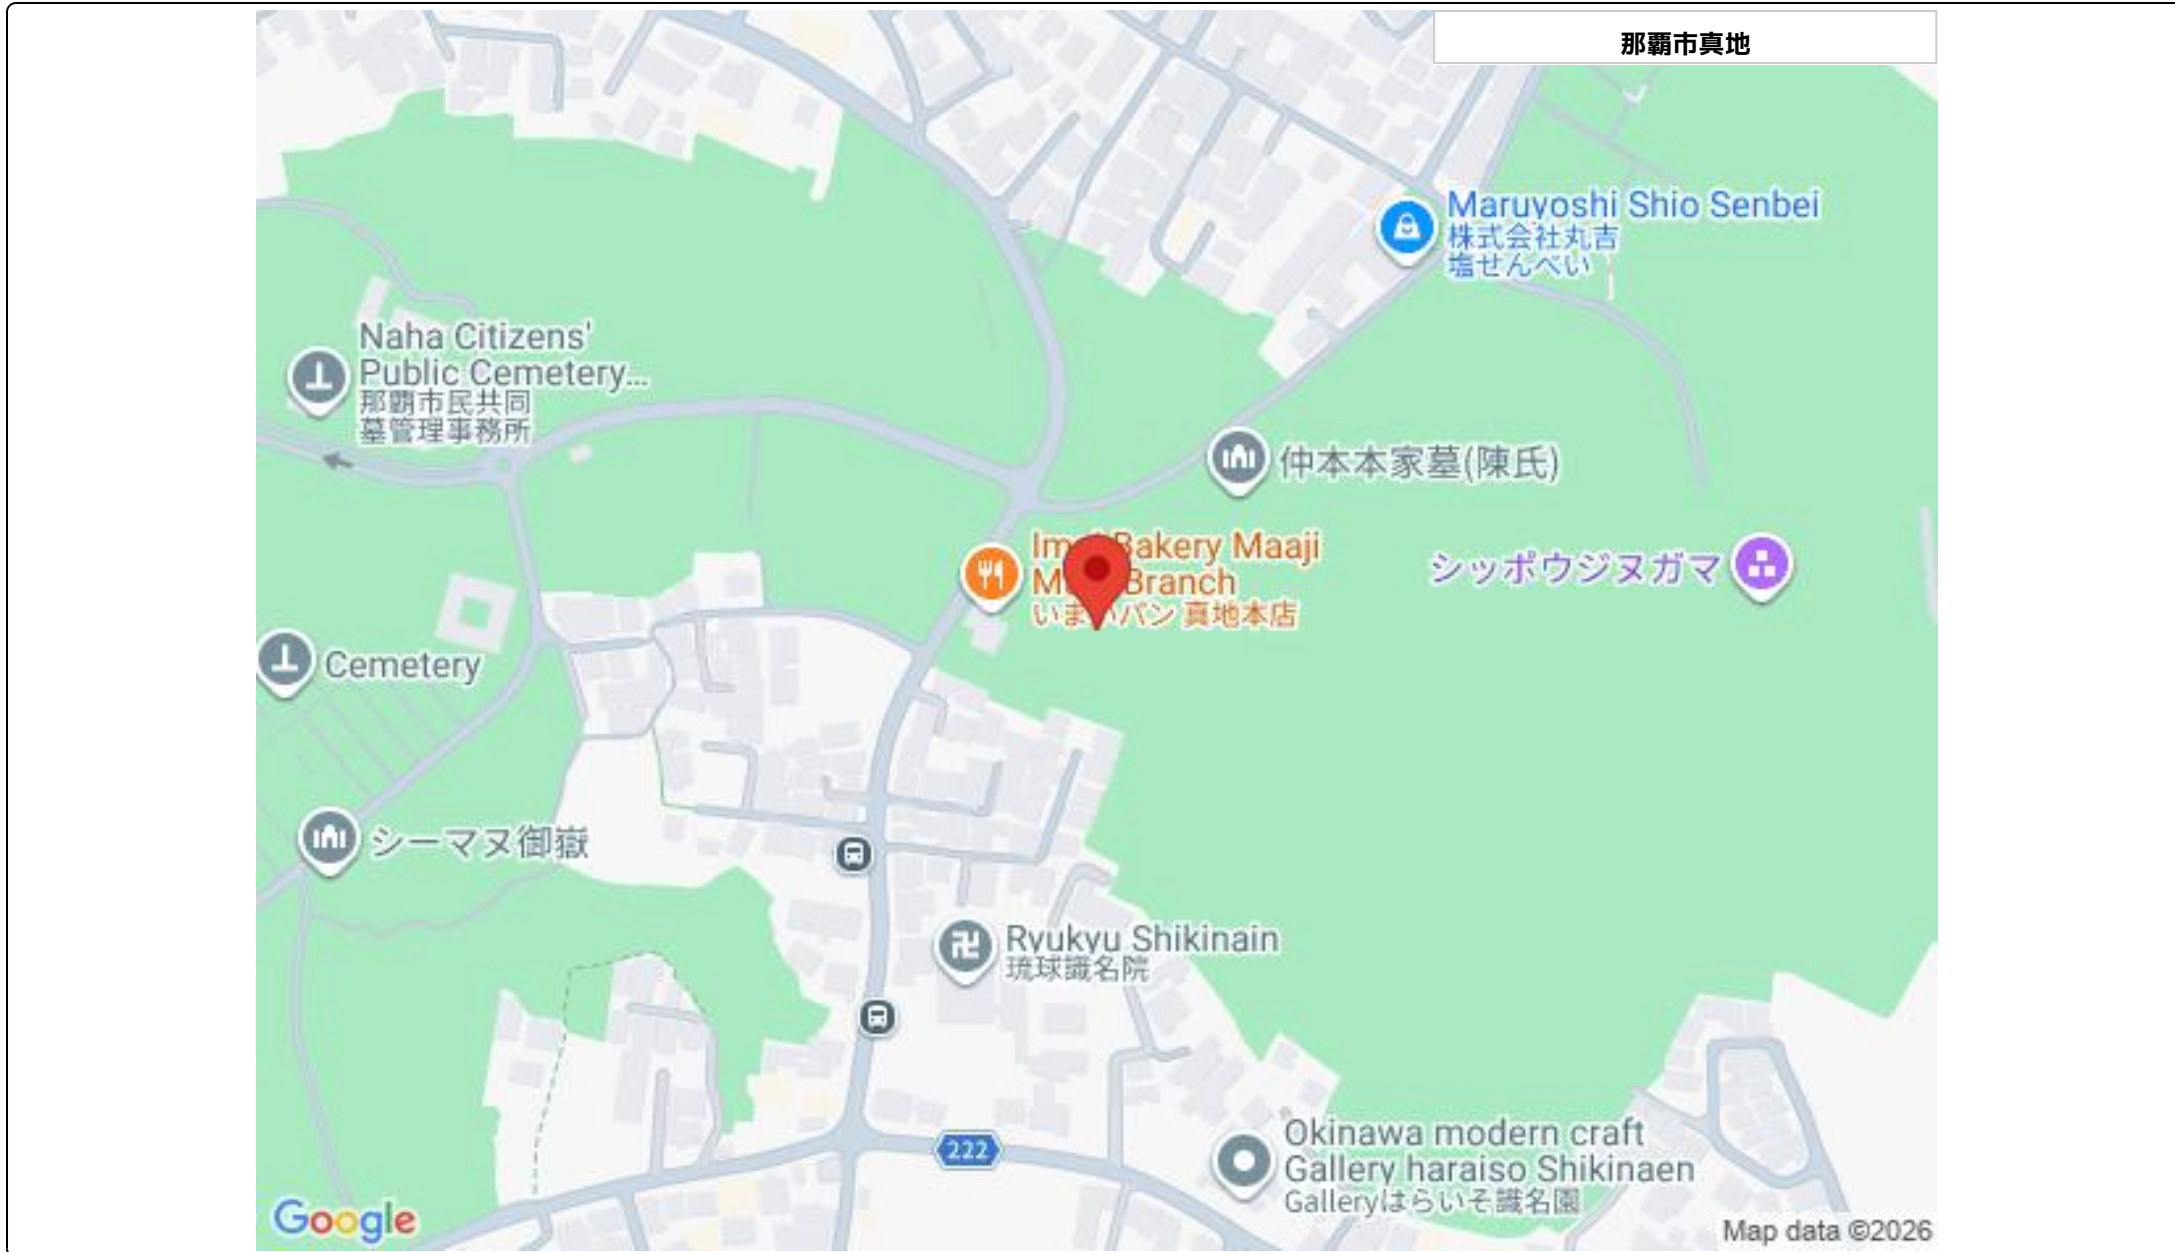 那覇市真地
Maruyoshi Shio Senbei
株式会社丸吉
塩せんべい
Naha Citizens'
Public Cemetery...
那覇市民共同
墓管理事務所
仲本本家墓(陳氏)
Bakery Maaji
Branch
パン 真地本店
シッポウジヌガマ
Cemetery
シーマヌ御嶽
Ryukyu Shikinain
琉球識名院
222
Okinawa modern craft
Gallery haraiso Shikinaen
Galleryはらいそ識名園
Google
Map data ©2026